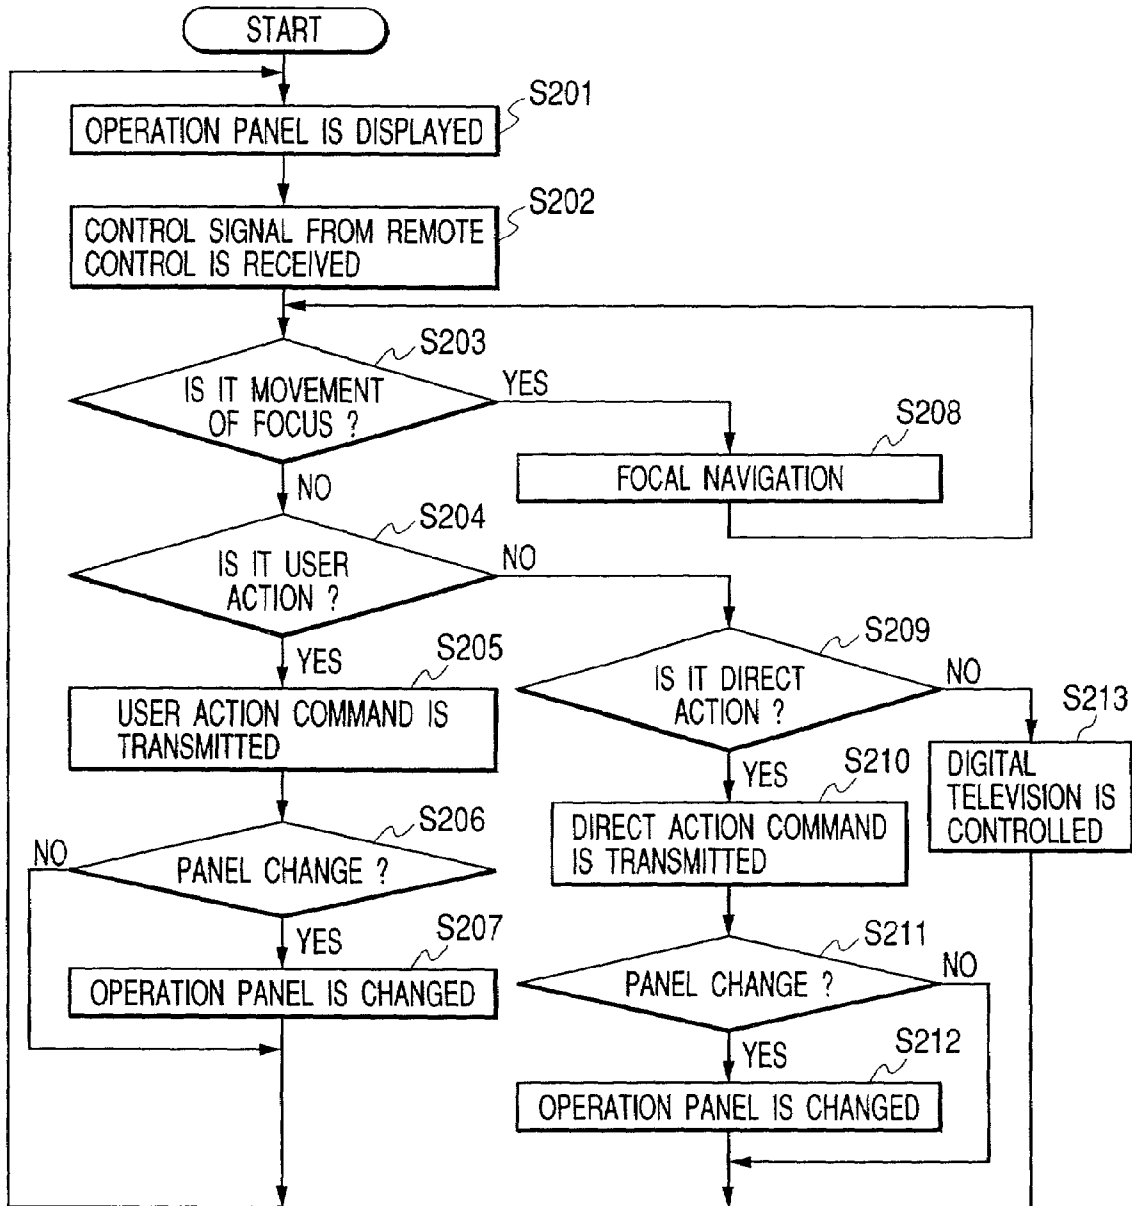 START
S201
OPERATION PANEL IS DISPLAYED
S202
CONTROL SIGNAL FROM REMOTE
CONTROL IS RECEIVED
S203
IS IT MOVEMENT
OF FOCUS ?
YES
NO
S208
FOCAL NAVIGATION
S204
IS IT USER
ACTION ?
NO
YES
S205
USER ACTION COMMAND IS
TRANSMITTED
S209
IS IT DIRECT
ACTION ?
NO
YES
S213
DIGITAL
TELEVISION IS
CONTROLLED
S210
DIRECT ACTION COMMAND
IS TRANSMITTED
S206
PANEL CHANGE ?
NO
YES
S207
OPERATION PANEL IS CHANGED
S211
PANEL CHANGE ?
NO
YES
S212
OPERATION PANEL IS CHANGED